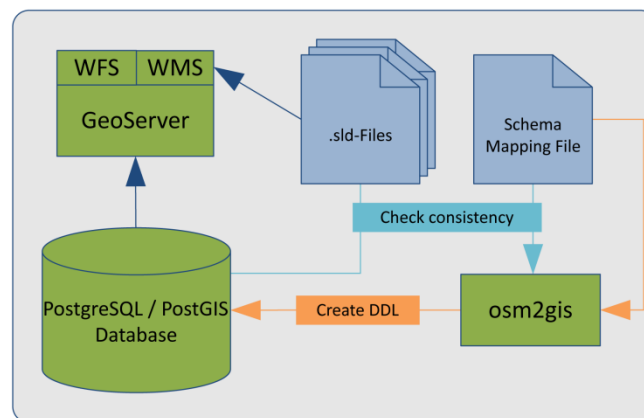 WFS WMS
GeoServer
.sld-Files
Schema
Mapping File
Check consistency
PostgreSQL / PostGIS
Database
Create DDL
osm2gis